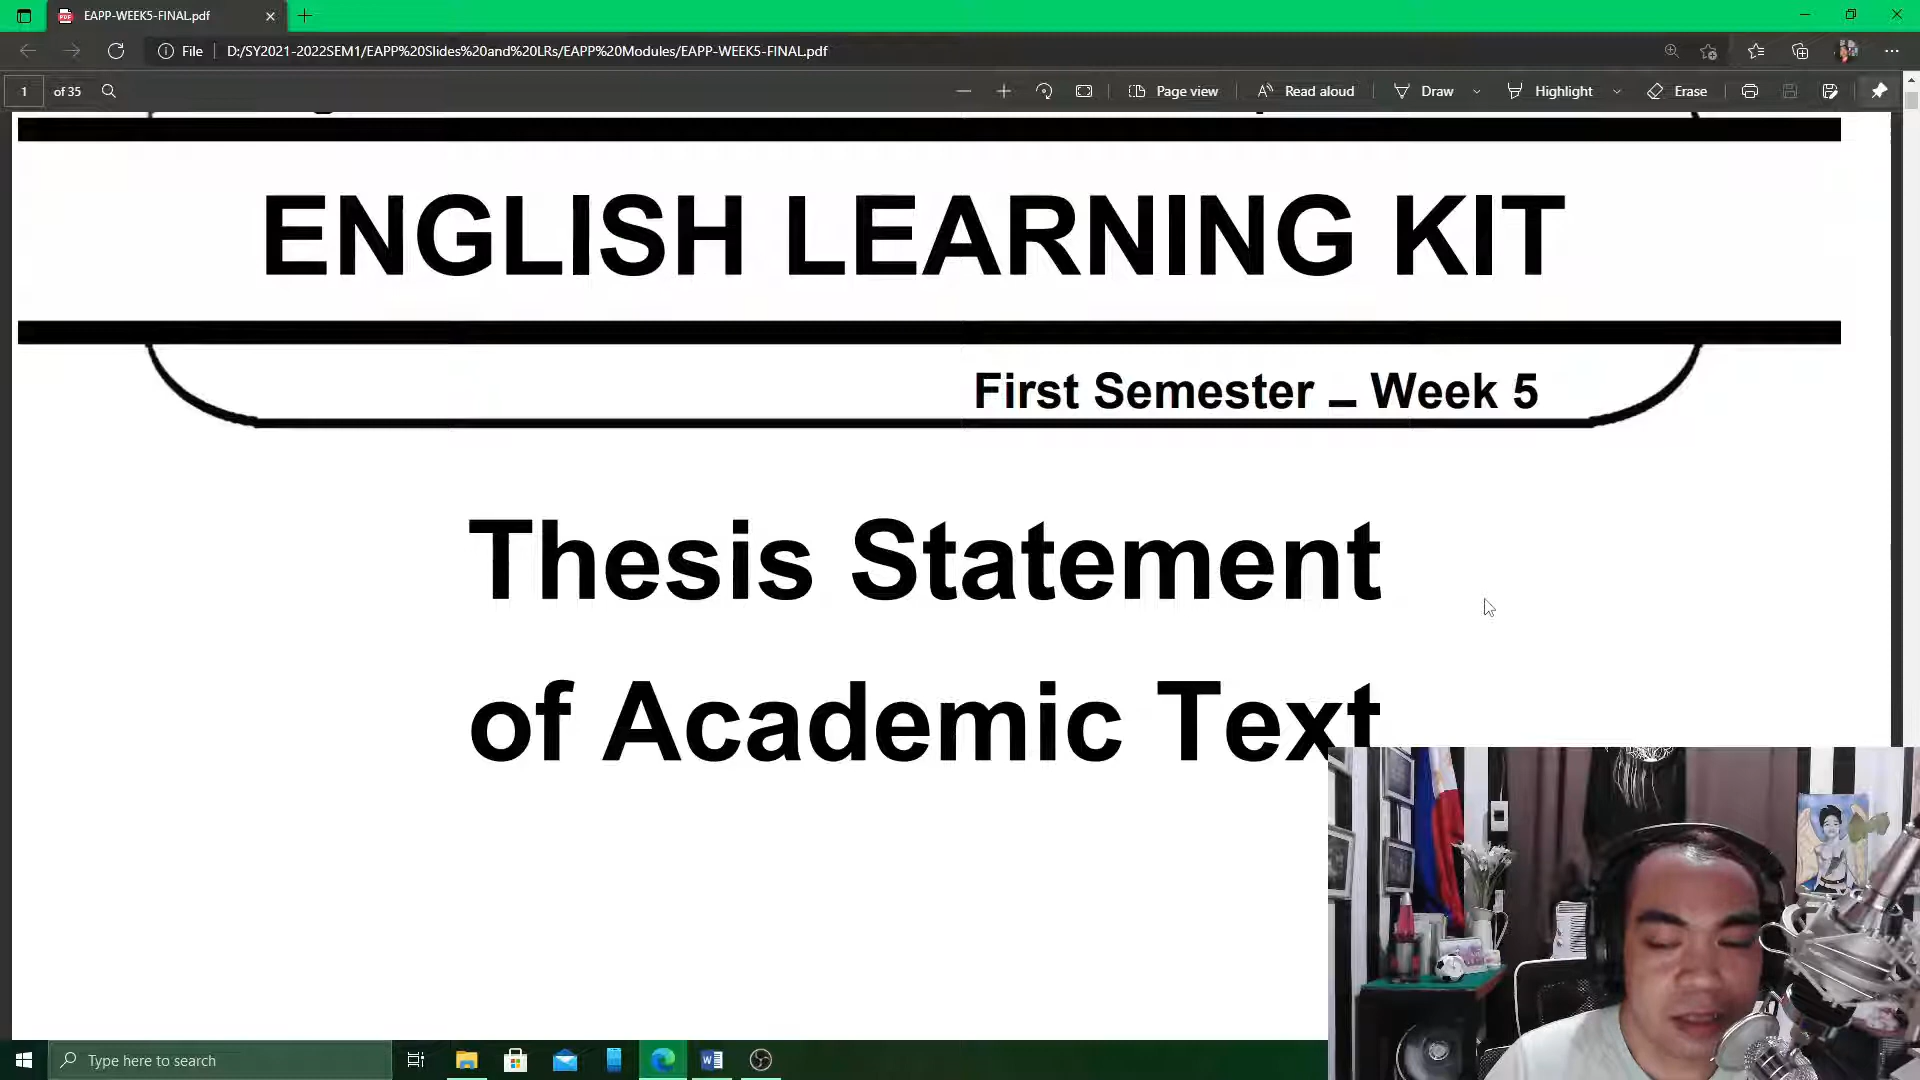 EAPP-WEEK5-FINAL.pdf
File
D:/SY2021-2022SEM1/EAPP%20Slides%20and%20LRs/EAPP%20Modules/EAPP-WEEK5-FINAL.pdf
1 of 35
Page view
Read aloud
Draw
Highlight
Erase
ENGLISH LEARNING KIT
First Semester – Week 5
Thesis Statement
of Academic Text
Type here to search